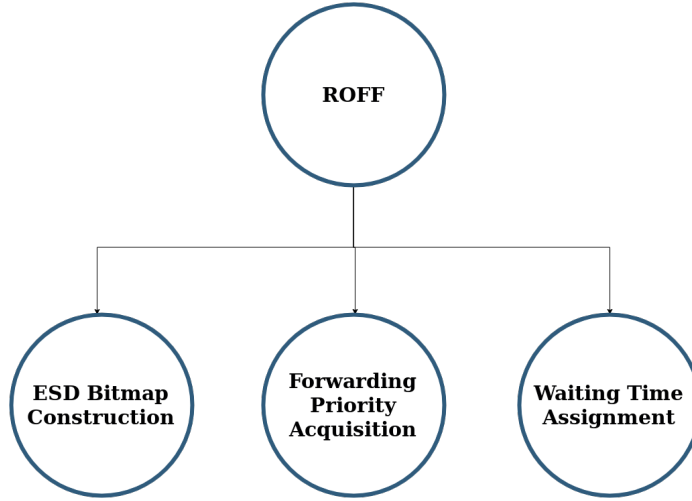 ROFF
ESD Bitmap
Construction
Forwarding
Priority
Acquisition
Waiting Time
Assignment